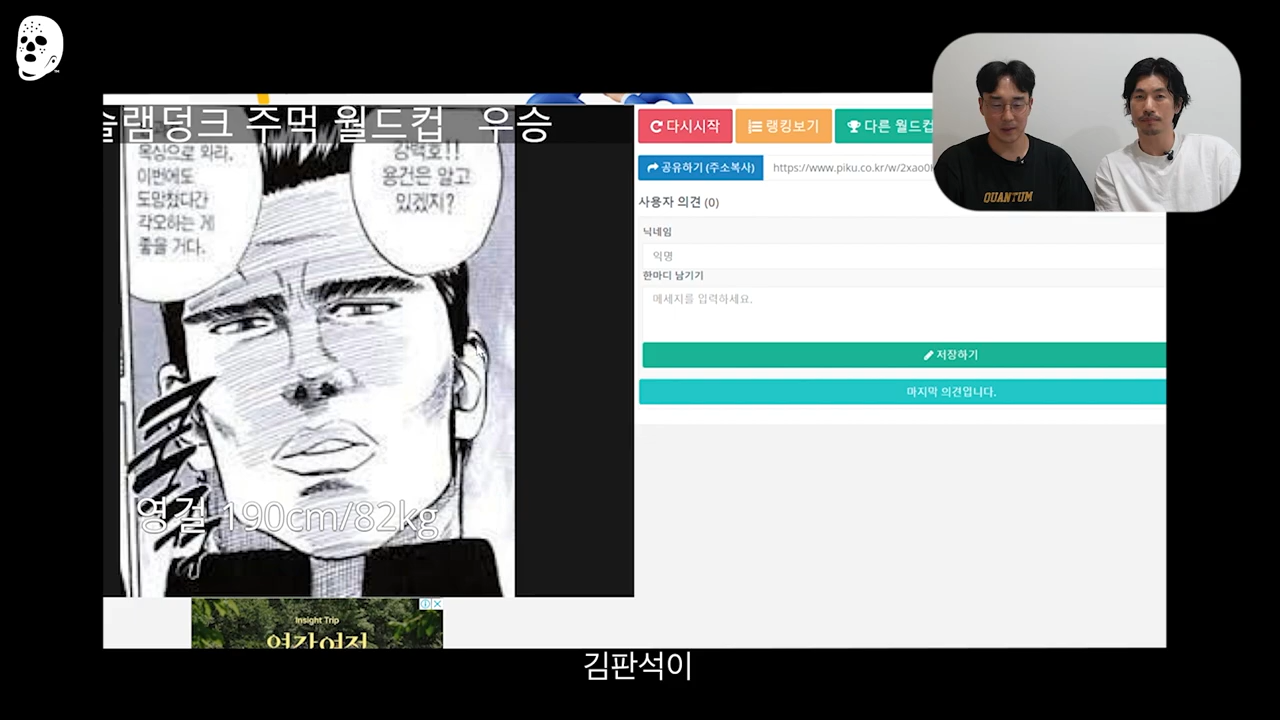 슬램덩크 주먹 월드컵 우승
옥상으로 와라.
이번에도
도망쳤다간
각오하는 게
좋을 거다.
강백호!!
용건은 알고
있겠지?
영걸 190cm/82kg
다시시작
랭킹보기
다른 월드컵
공유하기 (주소복사)
https://www.piku.co.kr/w/2xao0
사용자 의견 (0)
닉네임
익명
한마디 남기기
메세지를 입력하세요.
저장하기
마지막 의견입니다.
QUANTUM
Insight Trip
김판석이